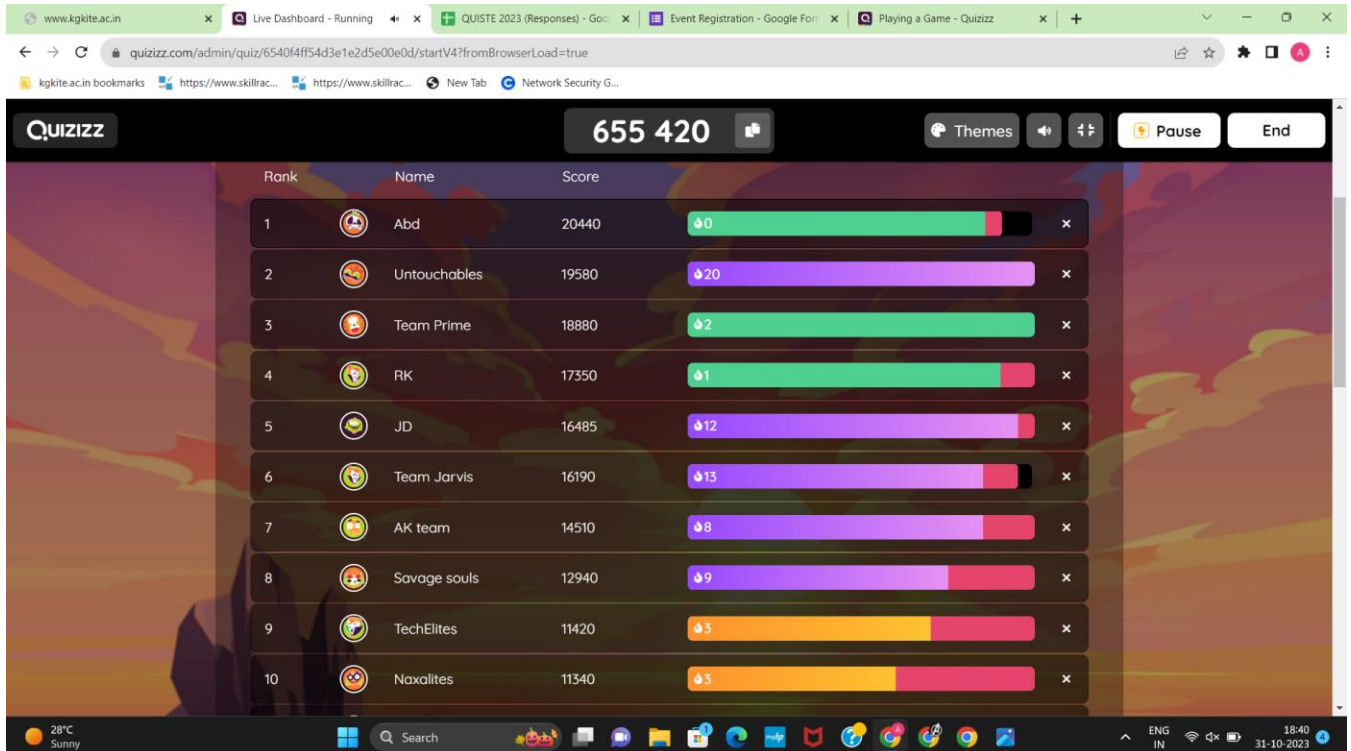 www.kgkite.ac.in
Live Dashboard - Running
QUISTE 2023 (Responses) - Goo
Event Registration - Google For
Playing a Game - Quizizz
quizizz.com/admin/quiz/6540f4ff54d3e1e2d5e00e0d/startV4?fromBrowserLoad=true
A
kgkite.ac.in bookmarks https://www.skillrac... https://www.skillrac... New Tab Network Security G...
QUIZIZZ 655 420 Themes Pause End
Rank Name Score
1 Abd 20440 0
2 Untouchables 19580 20
3 Team Prime 18880 2
4 RK 17350 1
5 JD 16485 12
6 Team Jarvis 16190 13
7 AK team 14510 8
8 Savage souls 12940 9
9 TechElites 11420 3
10 Naxalites 11340 3
28°C
Sunny
Search
ENG
IN
18:40
31-10-2023
4